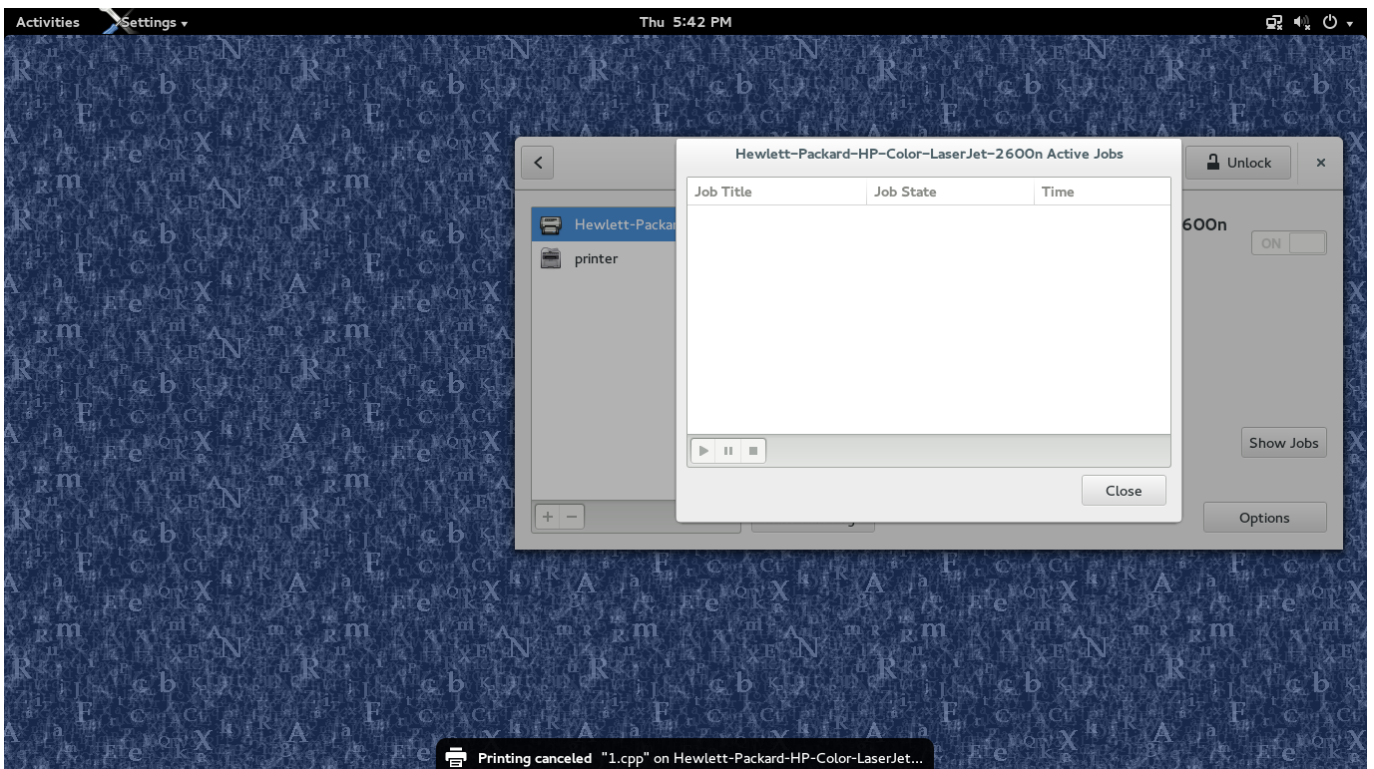 Activities Settings Thu 5:42 PM
Hewlett-Packard-HP-Color-LaserJet-2600n Active Jobs
Unlock
Job Title Job State Time
Hewlett-Packa
600n
ON
printer
Show Jobs
Close
Options
Printing canceled "1.cpp" on Hewlett-Packard-HP-Color-LaserJet...